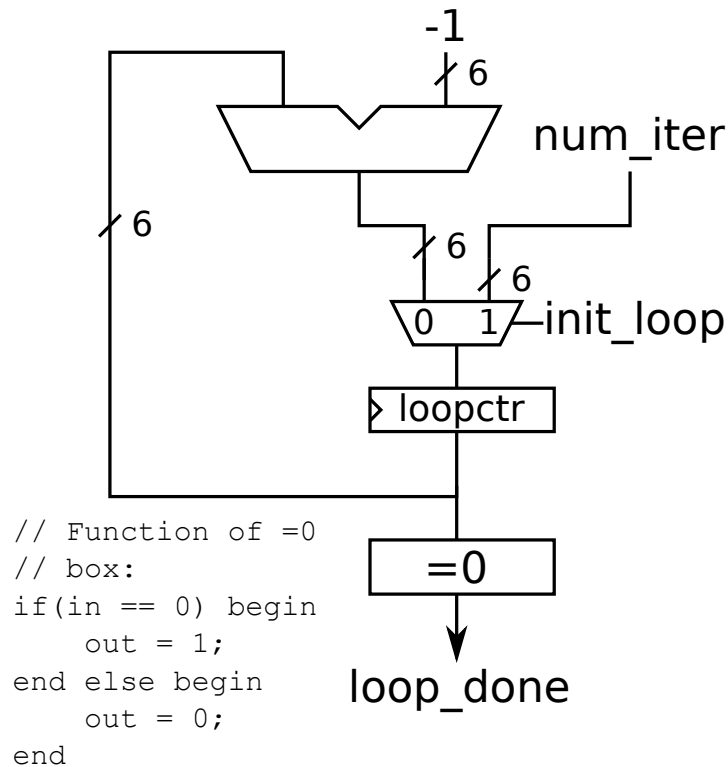 -1
6
num_iter
6
6
6
0 1
init_loop
loopctr
// Function of =0
// box:
if(in == 0) begin
    out = 1;
end else begin
    out = 0;
end
=0
loop_done